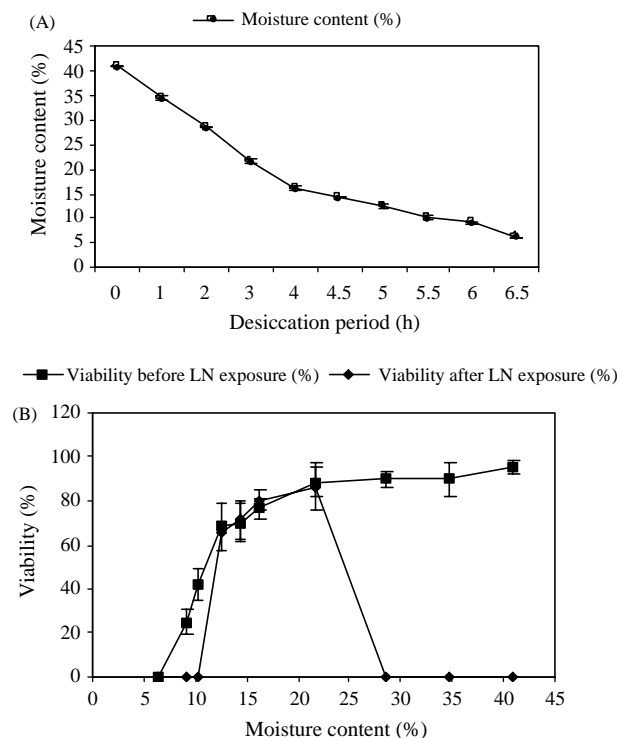 (A)
Moisture content (%)
Moisture content (%)
45
40
35
30
25
20
15
10
5
0
0 1 2 3 4 4.5 5 5.5 6 6.5
Desiccation period (h)
Viability before LN exposure (%) Viability after LN exposure (%)
(B)
Viability (%)
120
100
80
60
40
20
0
0 5 10 15 20 25 30 35 40 45
Moisture content (%)